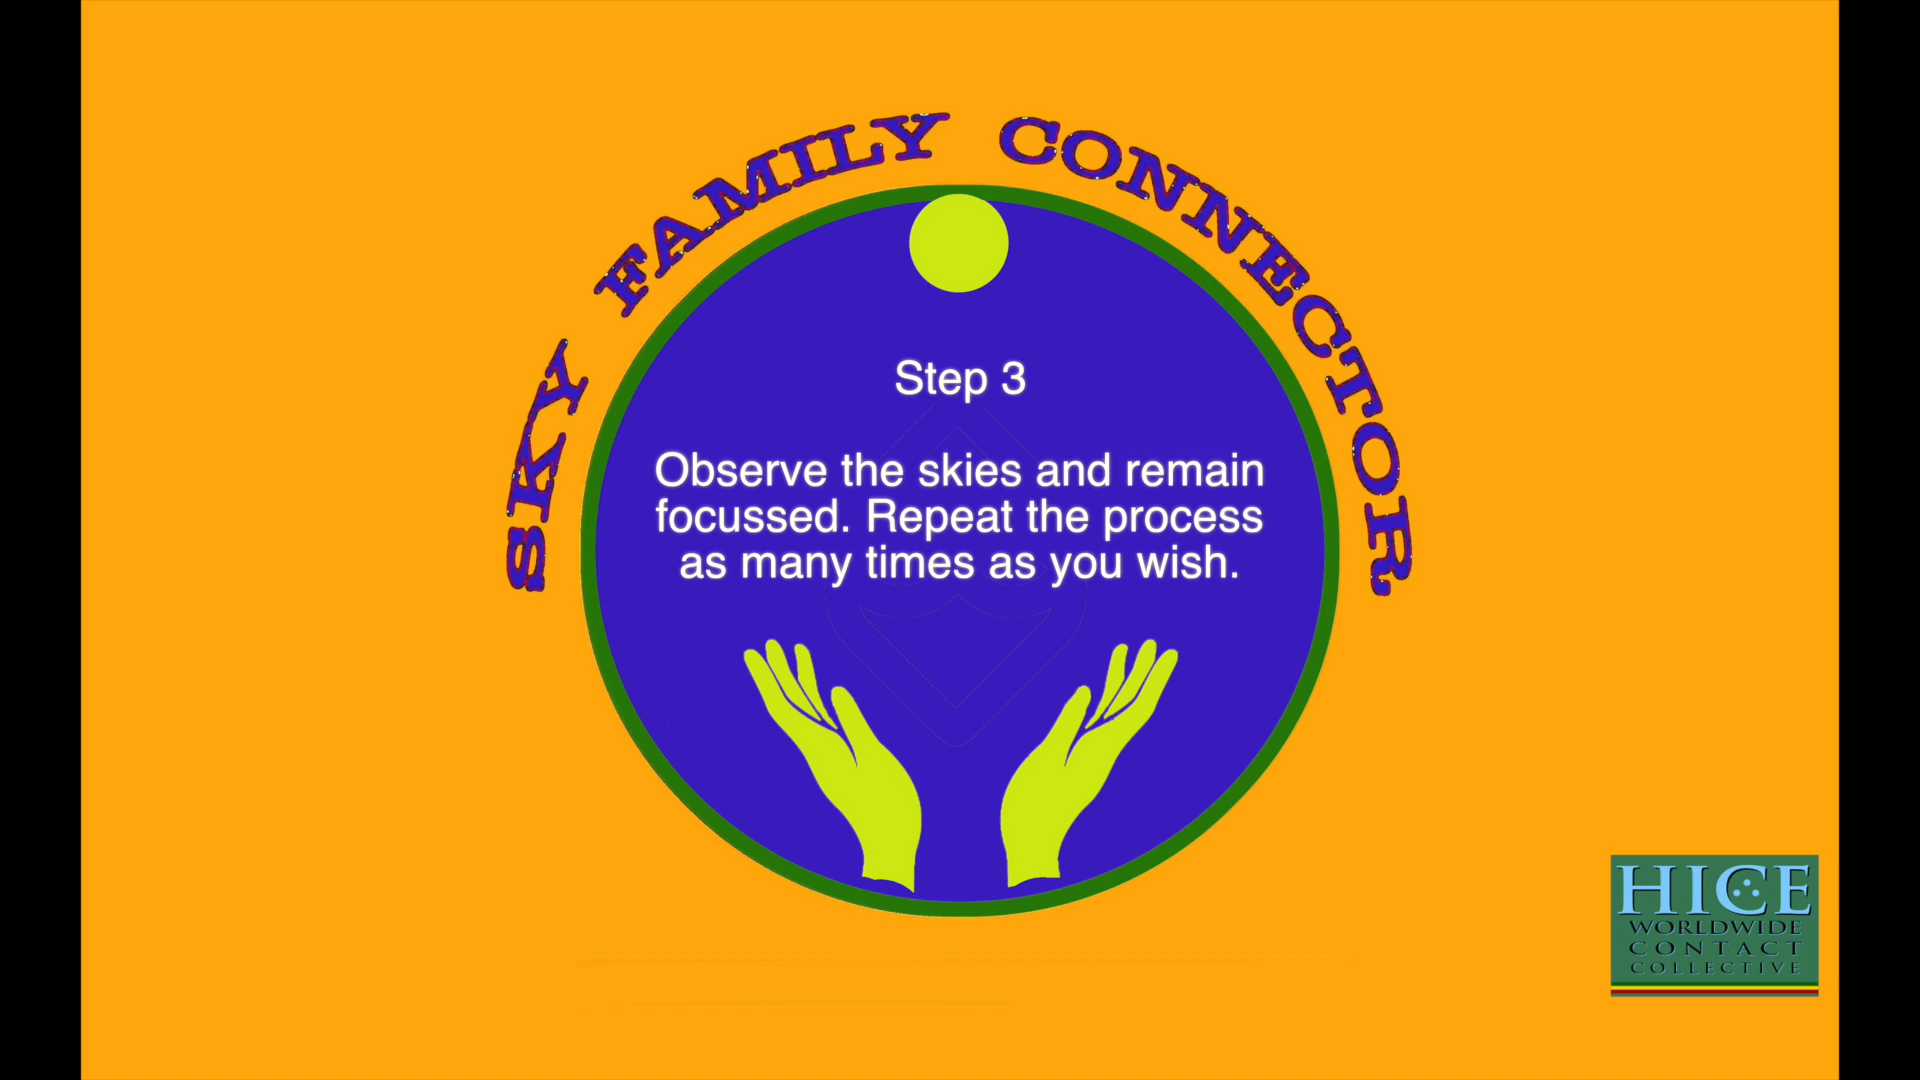 SKY FAMILY CONNECTOR
Step 3
Observe the skies and remain
focussed. Repeat the process
as many times as you wish.
HICE
WORLDWIDE
CONTACT
COLLECTIVE